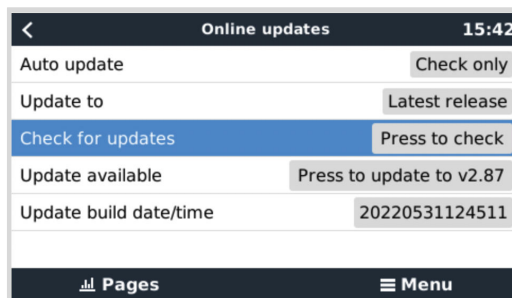 Online updates 15:42
Auto update Check only
Update to Latest release
Check for updates Press to check
Update available Press to update to v2.87
Update build date/time 20220531124511
Pages Menu